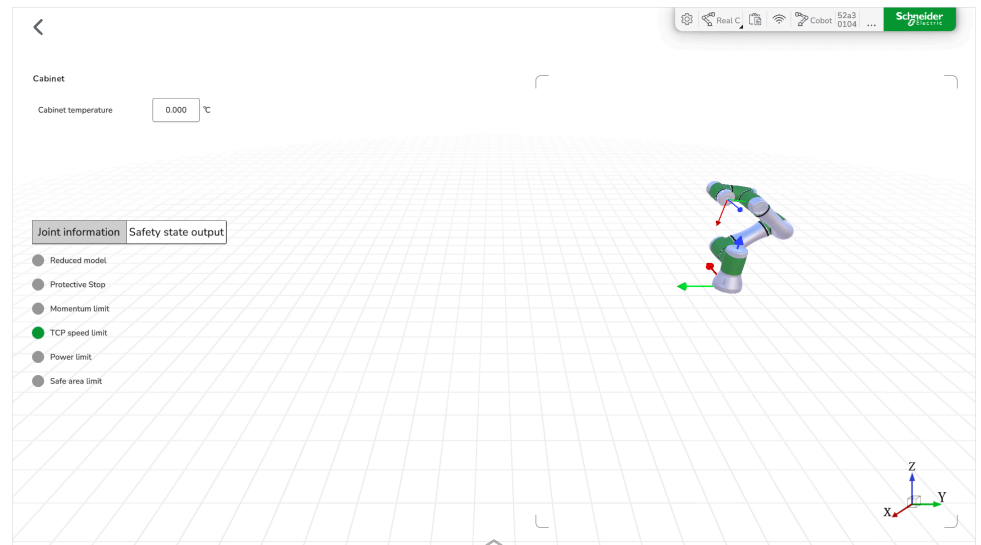 Real C
Cobot
52a3
0104
...
Schneider
Electric
Cabinet
Cabinet temperature
0.000
℃
Joint information
Safety state output
Reduced model
Protective Stop
Momentum limit
TCP speed limit
Power limit
Safe area limit
Z
Y
X